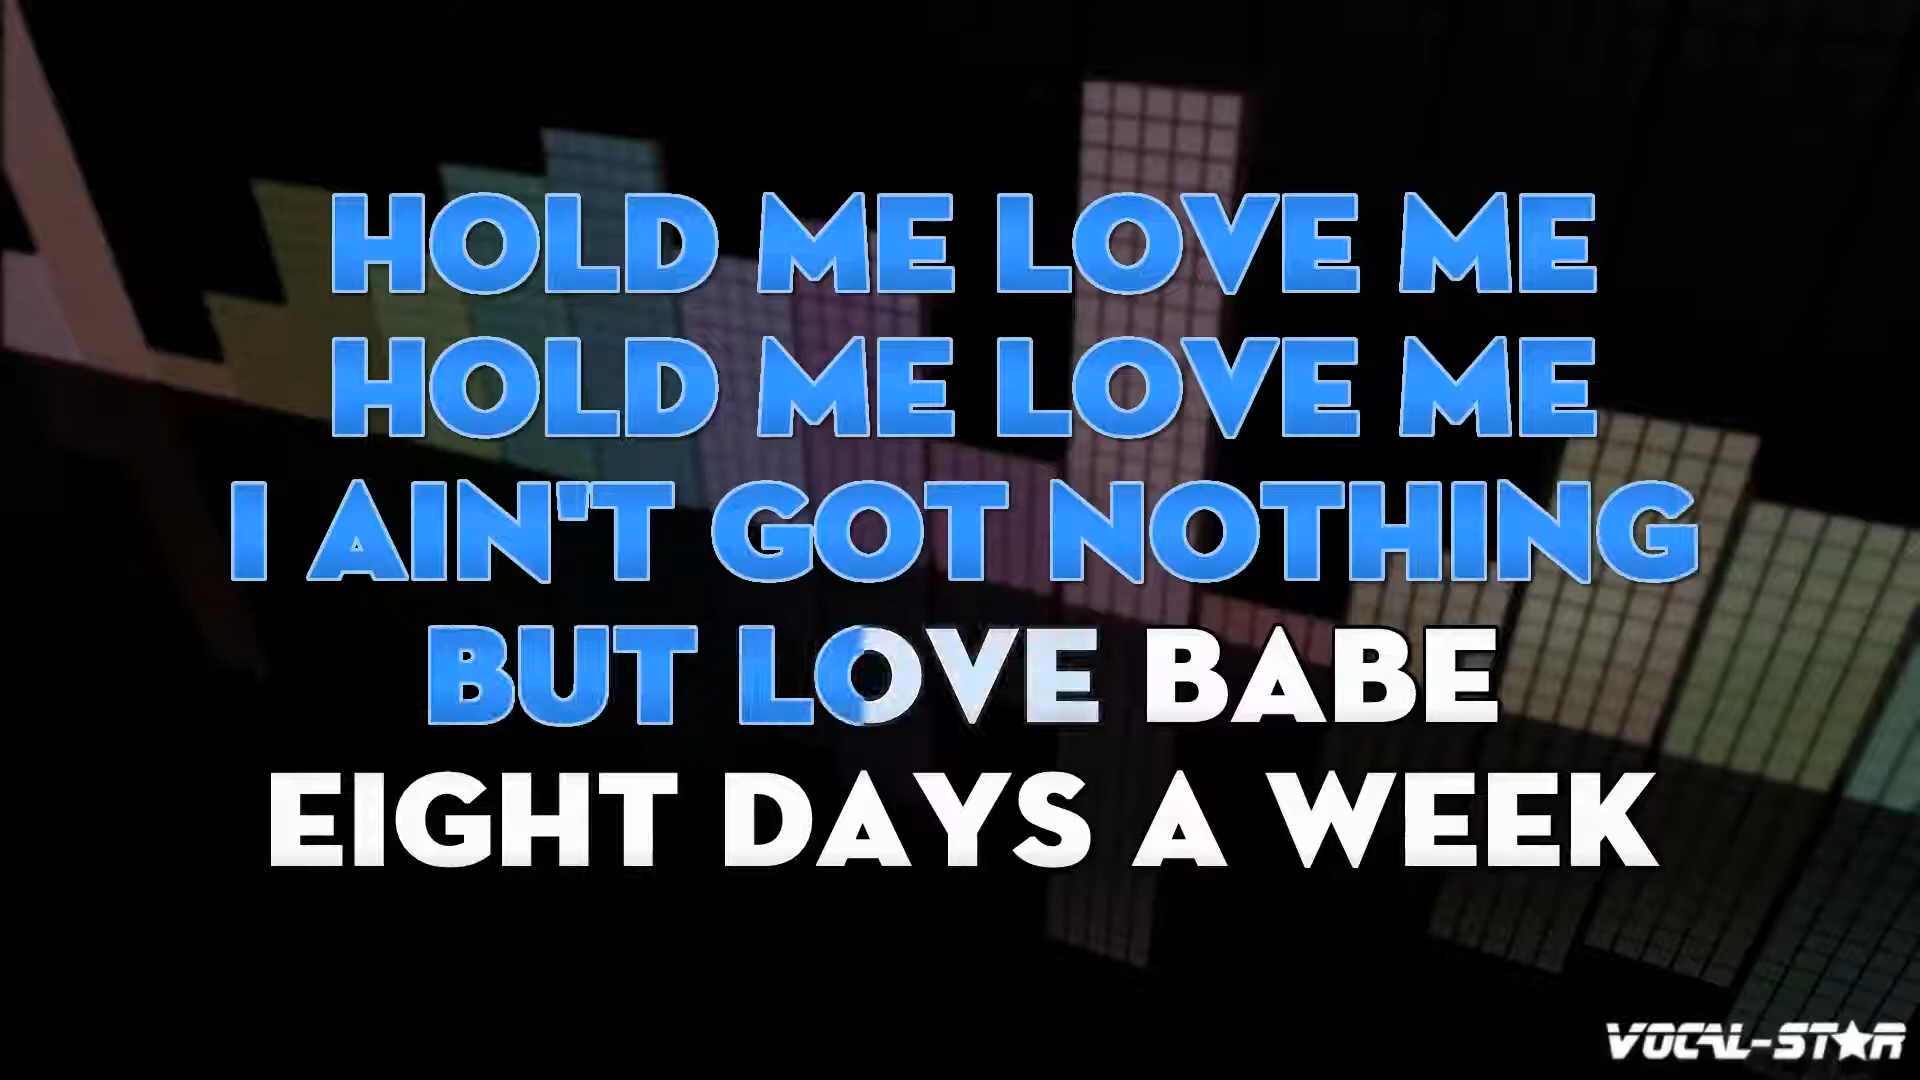 HOLD ME LOVE ME
HOLD ME LOVE ME
I AIN'T GOT NOTHING
BUT LOVE BABE
EIGHT DAYS A WEEK
VOCAL-STAR